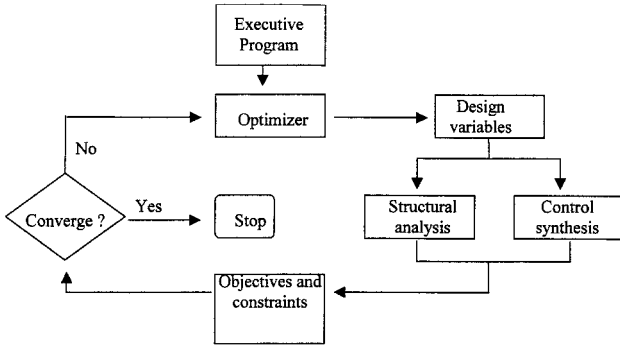 Executive
Program
Optimizer
Design
variables
No
Converge ?
Yes
Stop
Structural
analysis
Control
synthesis
Objectives and
constraints